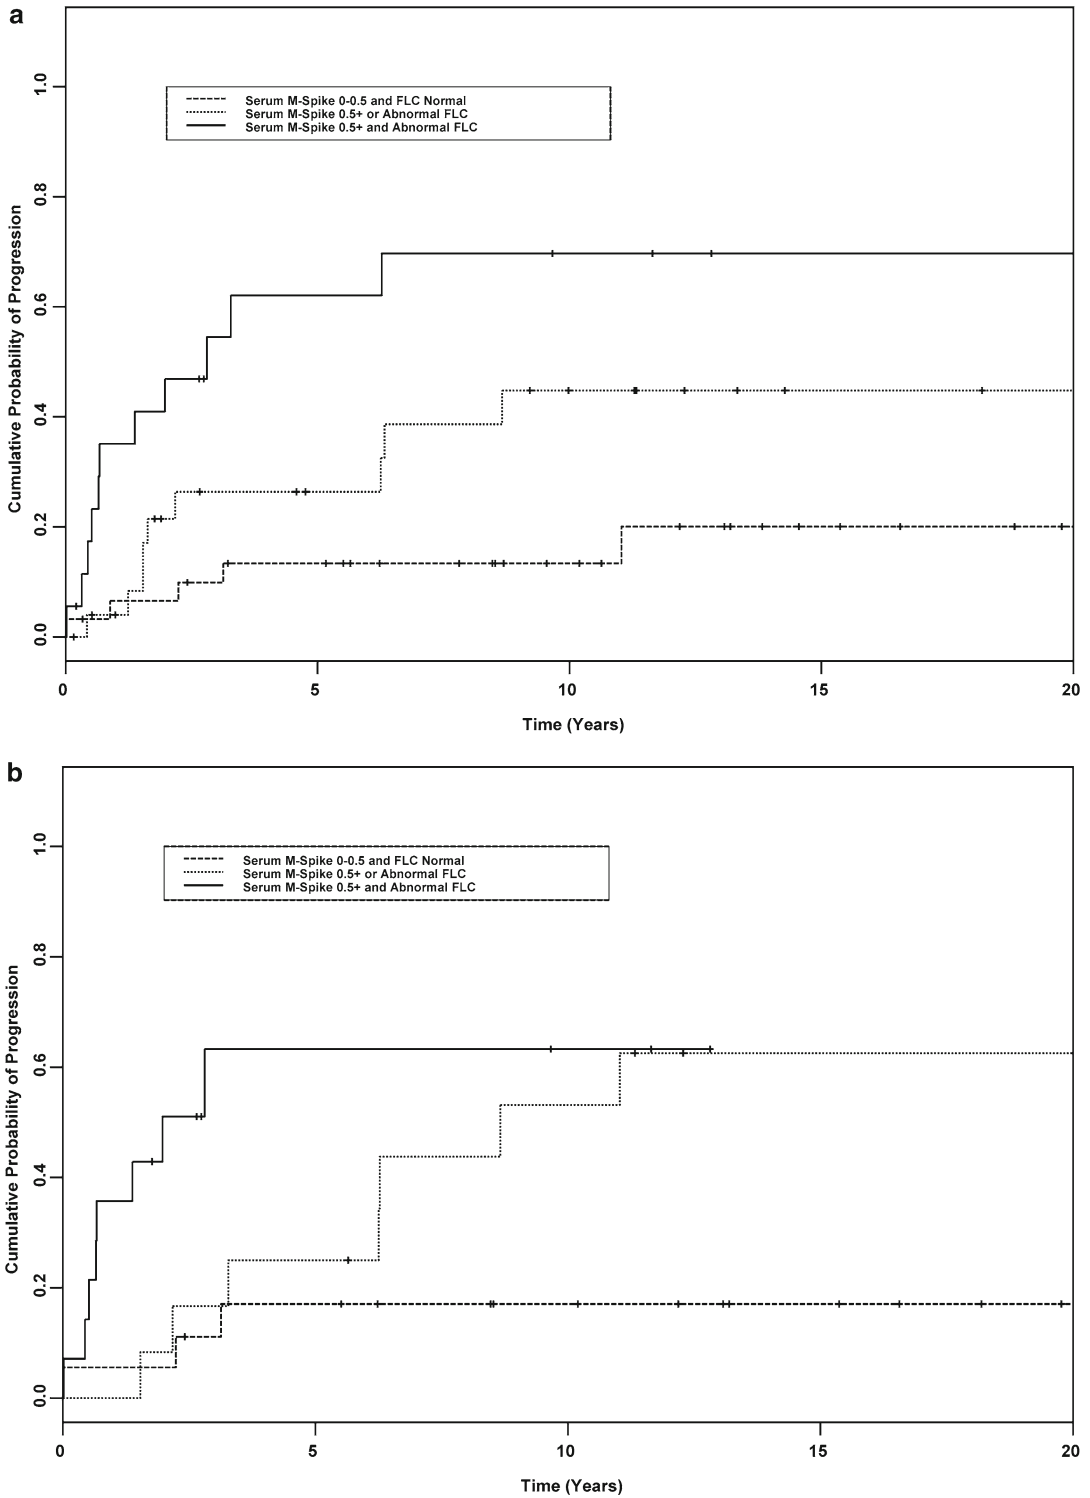 a
1.0
Serum M-Spike 0-0.5 and FLC Normal
Serum M-Spike 0.5+ or Abnormal FLC
Serum M-Spike 0.5+ and Abnormal FLC
0.8
0.6
0.4
0.2
0.0
Cumulative Probability of Progression
0 5 10 15 20
Time (Years)
b
1.0
Serum M-Spike 0-0.5 and FLC Normal
Serum M-Spike 0.5+ or Abnormal FLC
Serum M-Spike 0.5+ and Abnormal FLC
0.8
0.6
0.4
0.2
0.0
Cumulative Probability of Progression
0 5 10 15 20
Time (Years)